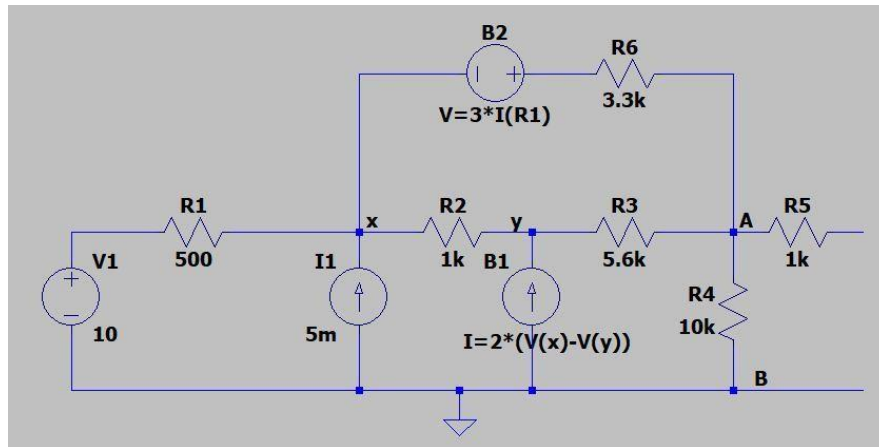 B2
R6
V=3*I(R1)
3.3k
R1
x
R2
y
R3
A
R5
500
1k
5.6k
1k
V1
I1
B1
R4
10
5m
I=2*(V(x)-V(y))
10k
B